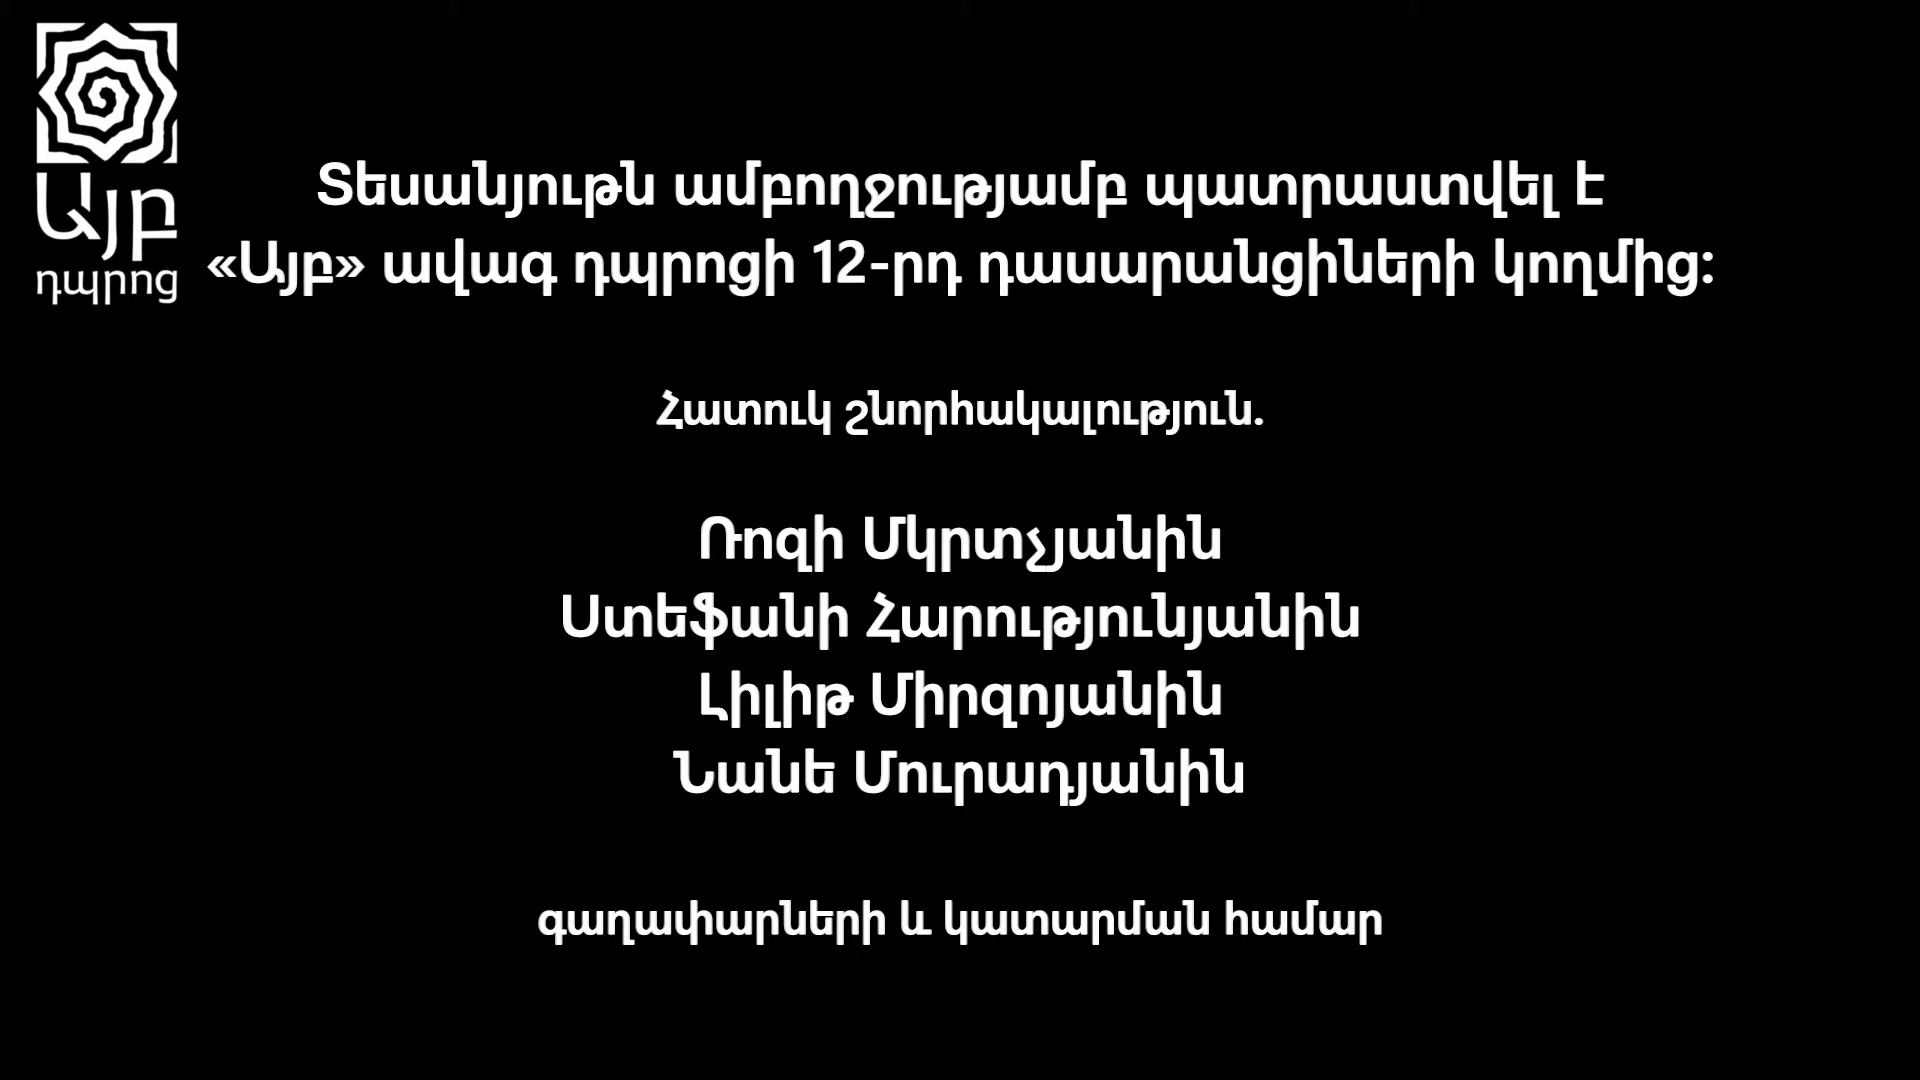 Այբ
դպրոց
Տեսանյութն ամբողջությամբ պատրաստվել է
«Այբ» ավագ դպրոցի 12-րդ դասարանցիների կողմից:
Հատուկ շնորհակալություն.
Ռոզի Մկրտչյանին
Ստեֆանի Հարությունյանին
Լիլիթ Միրզոյանին
Նանե Մուրադյանին
գաղափարների և կատարման համար